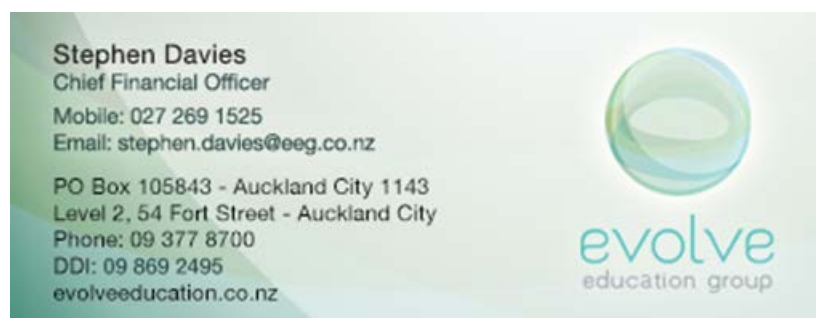 Stephen Davies
Chief Financial Officer
Mobile: 027 269 1525
Email: stephen.davies@eeg.co.nz
PO Box 105843 - Auckland City 1143
Level 2, 54 Fort Street - Auckland City
Phone: 09 377 8700
DDI: 09 869 2495
evolveeducation.co.nz
evolve
education group